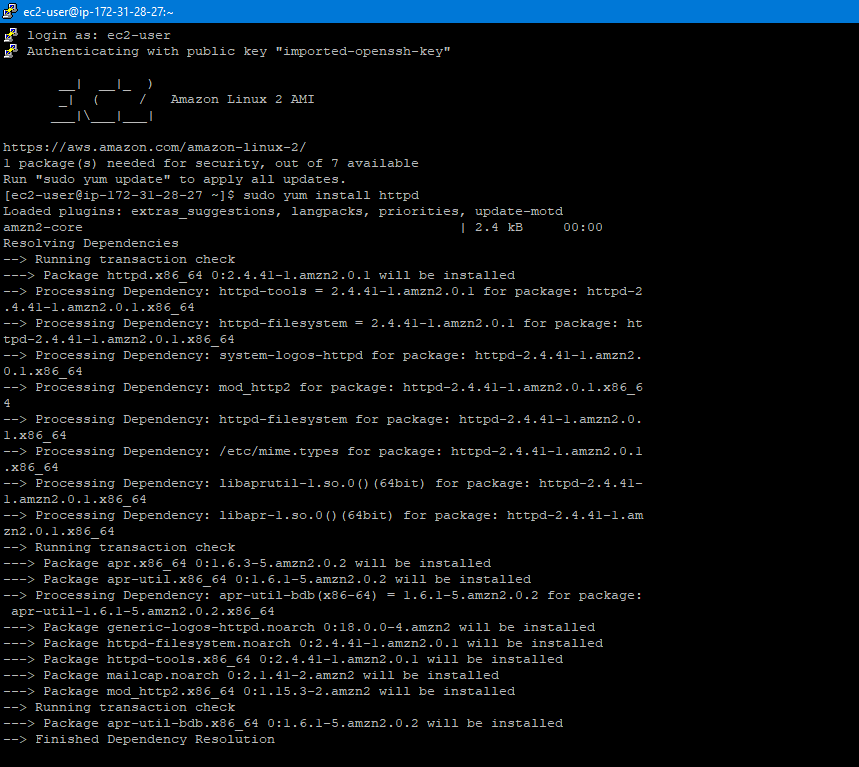 ec2-user@ip-172-31-28-27:~
login as: ec2-user
Authenticating with public key "imported-openssh-key"
       __|  __|_  )
       _|  (     /   Amazon Linux 2 AMI
      ___|\___|___|
https://aws.amazon.com/amazon-linux-2/
1 package(s) needed for security, out of 7 available
Run "sudo yum update" to apply all updates.
[ec2-user@ip-172-31-28-27 ~]$ sudo yum install httpd
Loaded plugins: extras_suggestions, langpacks, priorities, update-motd
amzn2-core                                               | 2.4 kB     00:00
Resolving Dependencies
--> Running transaction check
---> Package httpd.x86_64 0:2.4.41-1.amzn2.0.1 will be installed
--> Processing Dependency: httpd-tools = 2.4.41-1.amzn2.0.1 for package: httpd-2
.4.41-1.amzn2.0.1.x86_64
--> Processing Dependency: httpd-filesystem = 2.4.41-1.amzn2.0.1 for package: ht
tpd-2.4.41-1.amzn2.0.1.x86_64
--> Processing Dependency: system-logos-httpd for package: httpd-2.4.41-1.amzn2.
0.1.x86_64
--> Processing Dependency: mod_http2 for package: httpd-2.4.41-1.amzn2.0.1.x86_6
4
--> Processing Dependency: httpd-filesystem for package: httpd-2.4.41-1.amzn2.0.
1.x86_64
--> Processing Dependency: /etc/mime.types for package: httpd-2.4.41-1.amzn2.0.1
.x86_64
--> Processing Dependency: libaprutil-1.so.0()(64bit) for package: httpd-2.4.41-
1.amzn2.0.1.x86_64
--> Processing Dependency: libapr-1.so.0()(64bit) for package: httpd-2.4.41-1.am
zn2.0.1.x86_64
--> Running transaction check
---> Package apr.x86_64 0:1.6.3-5.amzn2.0.2 will be installed
---> Package apr-util.x86_64 0:1.6.1-5.amzn2.0.2 will be installed
--> Processing Dependency: apr-util-bdb(x86-64) = 1.6.1-5.amzn2.0.2 for package:
 apr-util-1.6.1-5.amzn2.0.2.x86_64
---> Package generic-logos-httpd.noarch 0:18.0.0-4.amzn2 will be installed
---> Package httpd-filesystem.noarch 0:2.4.41-1.amzn2.0.1 will be installed
---> Package httpd-tools.x86_64 0:2.4.41-1.amzn2.0.1 will be installed
---> Package mailcap.noarch 0:2.1.41-2.amzn2 will be installed
---> Package mod_http2.x86_64 0:1.15.3-2.amzn2 will be installed
--> Running transaction check
---> Package apr-util-bdb.x86_64 0:1.6.1-5.amzn2.0.2 will be installed
--> Finished Dependency Resolution